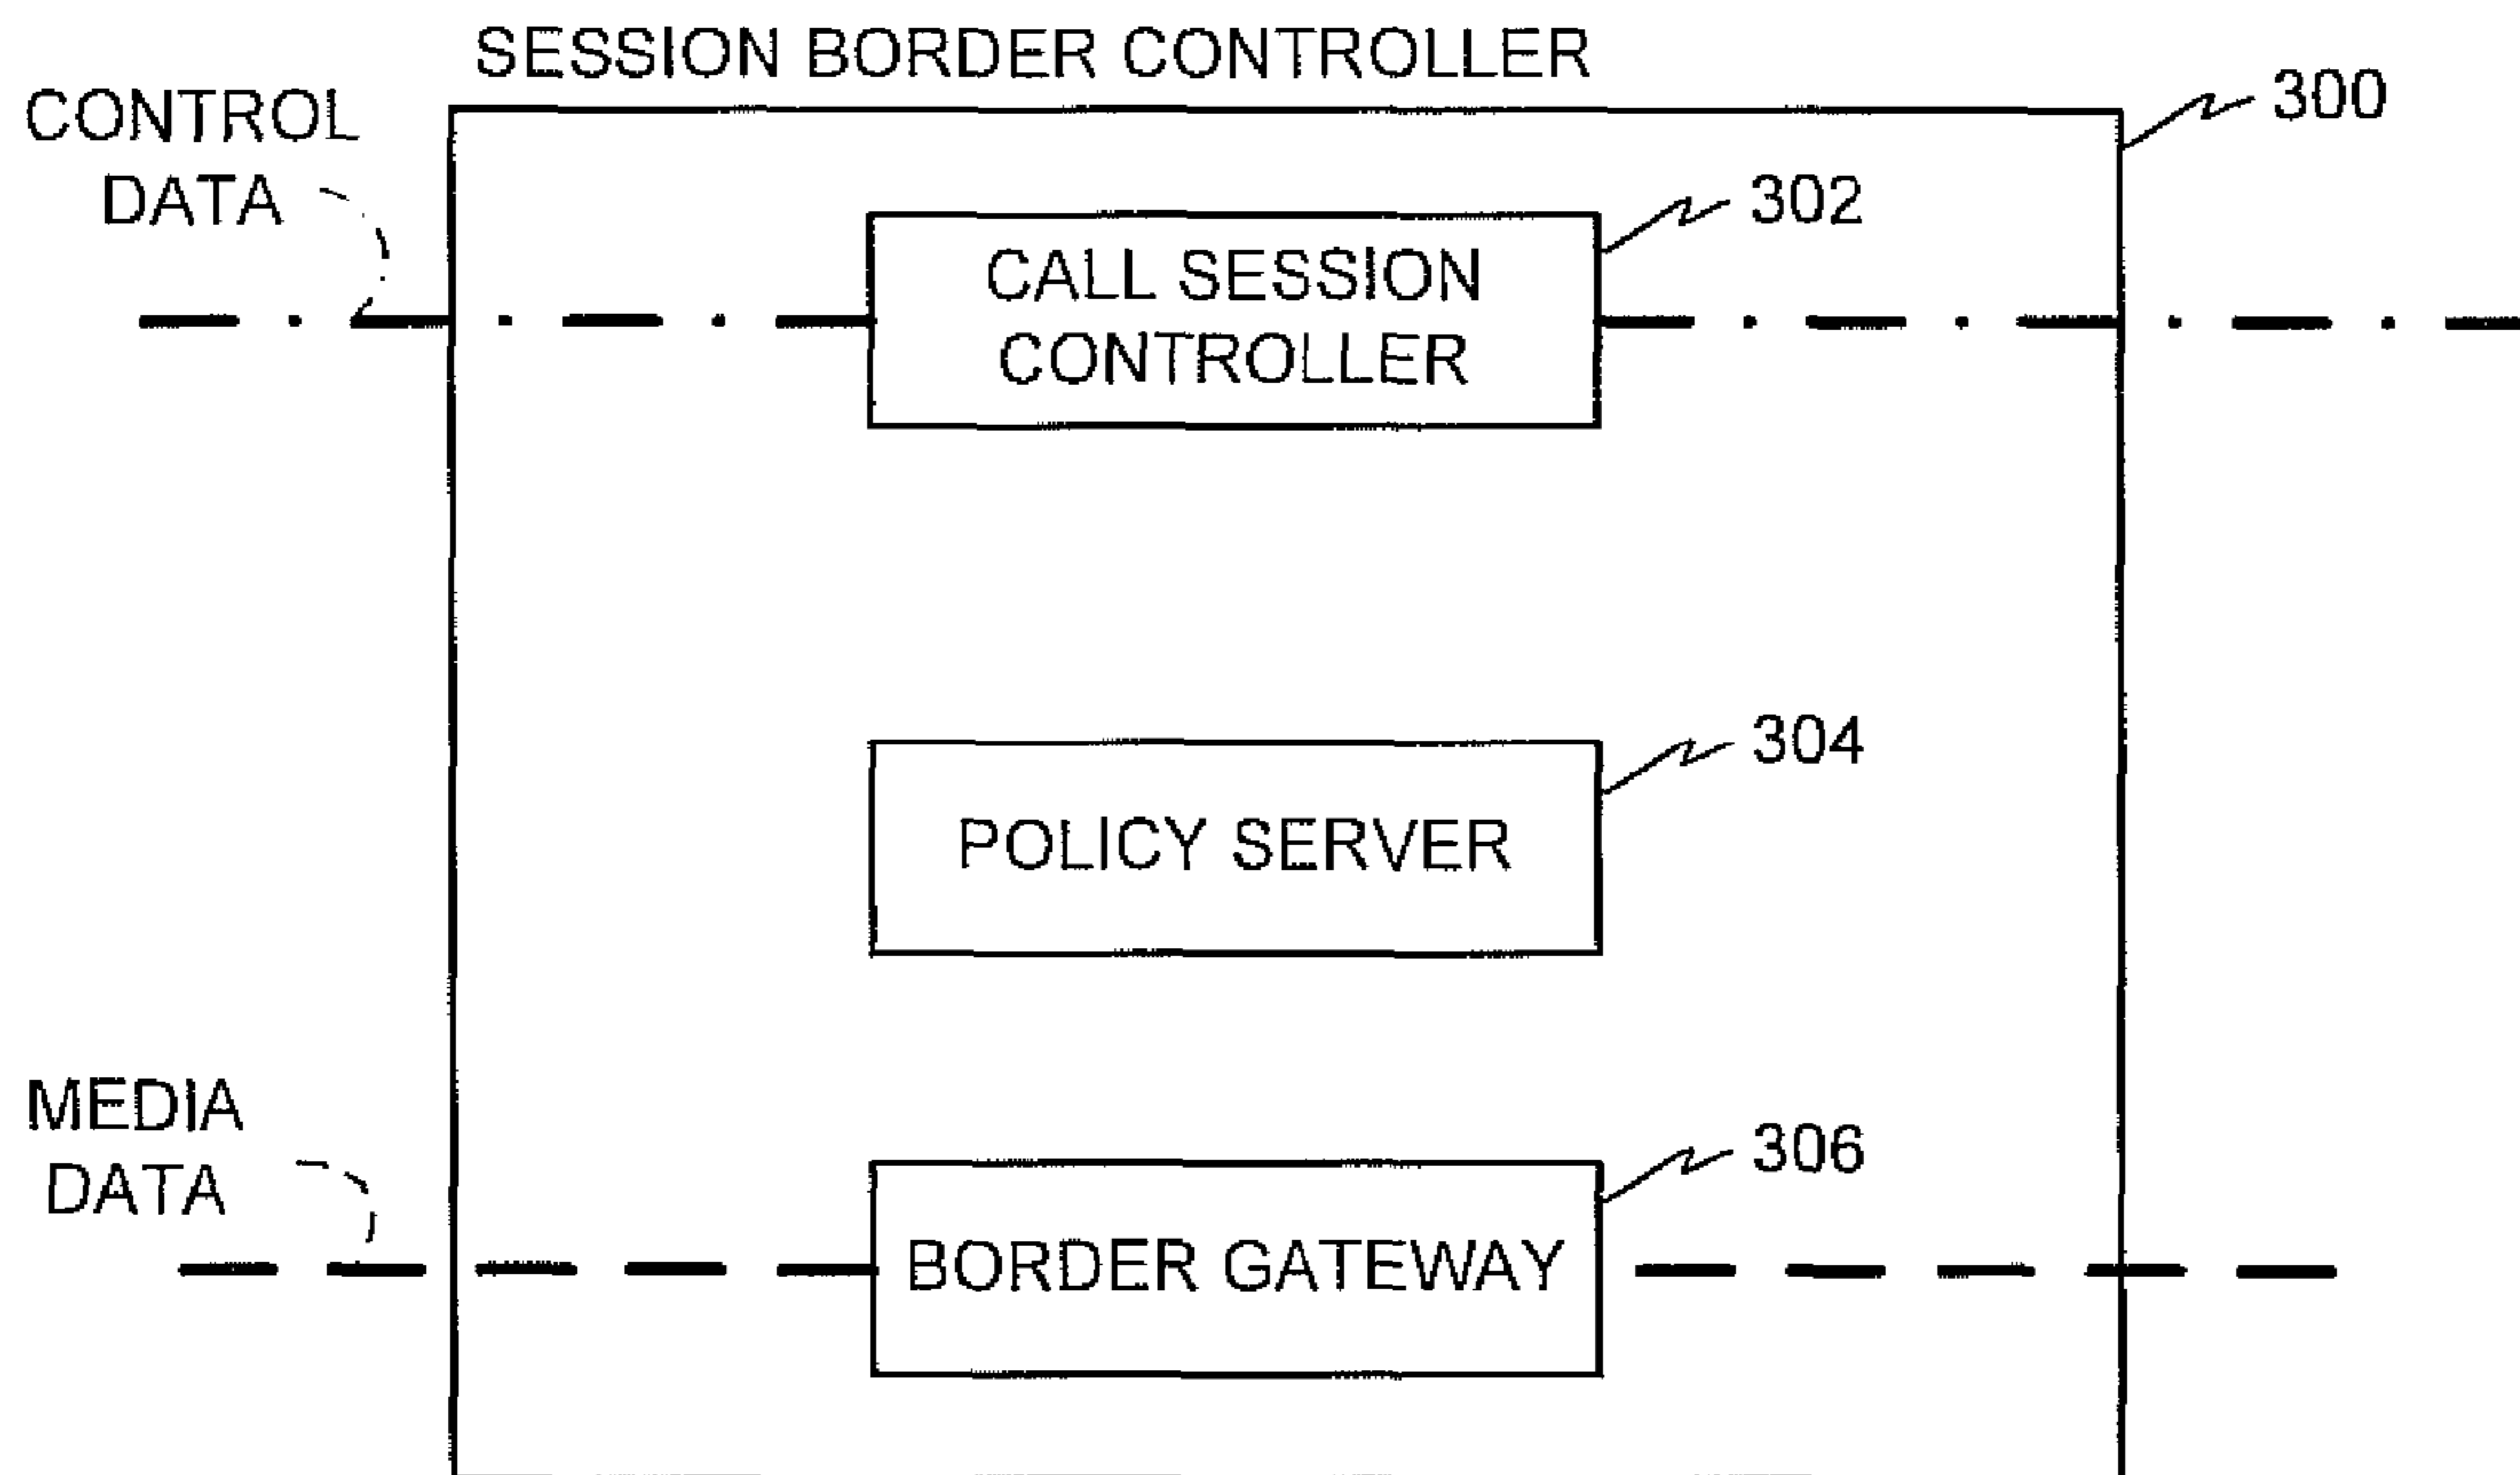 SESSION BORDER CONTROLLER
CONTROL
DATA
300
302
CALL SESSION
CONTROLLER
304
POLICY SERVER
MEDIA
DATA
306
BORDER GATEWAY